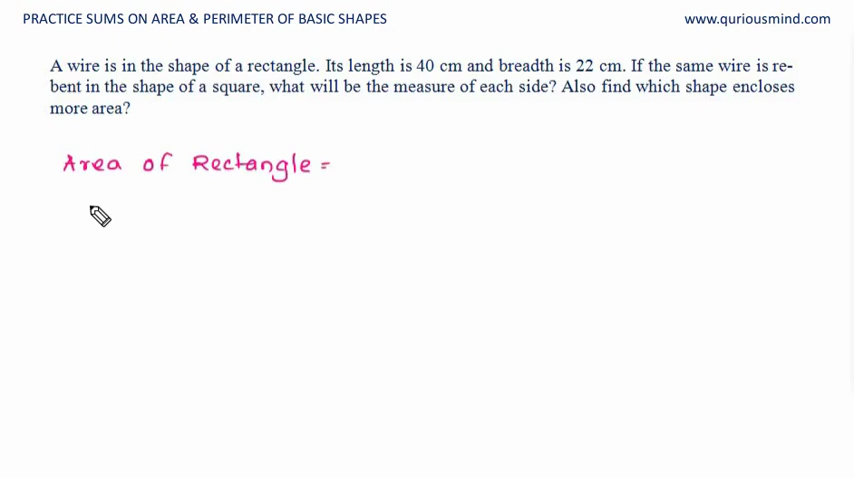 PRACTICE SUMS ON AREA & PERIMETER OF BASIC SHAPES
www.quriousmind.com
A wire is in the shape of a rectangle. Its length is 40 cm and breadth is 22 cm. If the same wire is re-
bent in the shape of a square, what will be the measure of each side? Also find which shape encloses
more area?
Area of Rectangle =